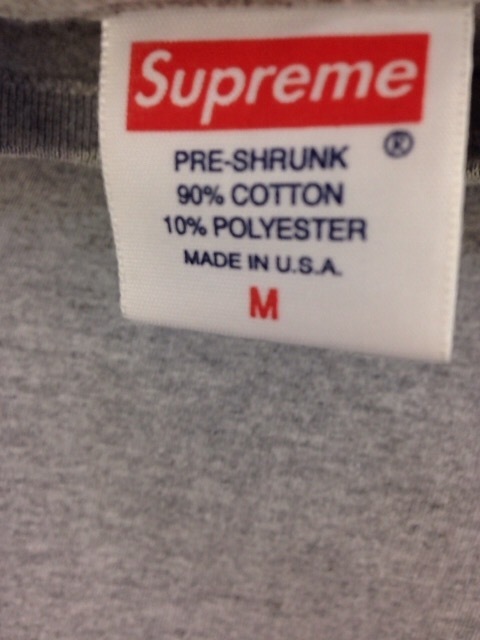 Supreme
®
PRE-SHRUNK
90% COTTON
10% POLYESTER
MADE IN U.S.A.
M